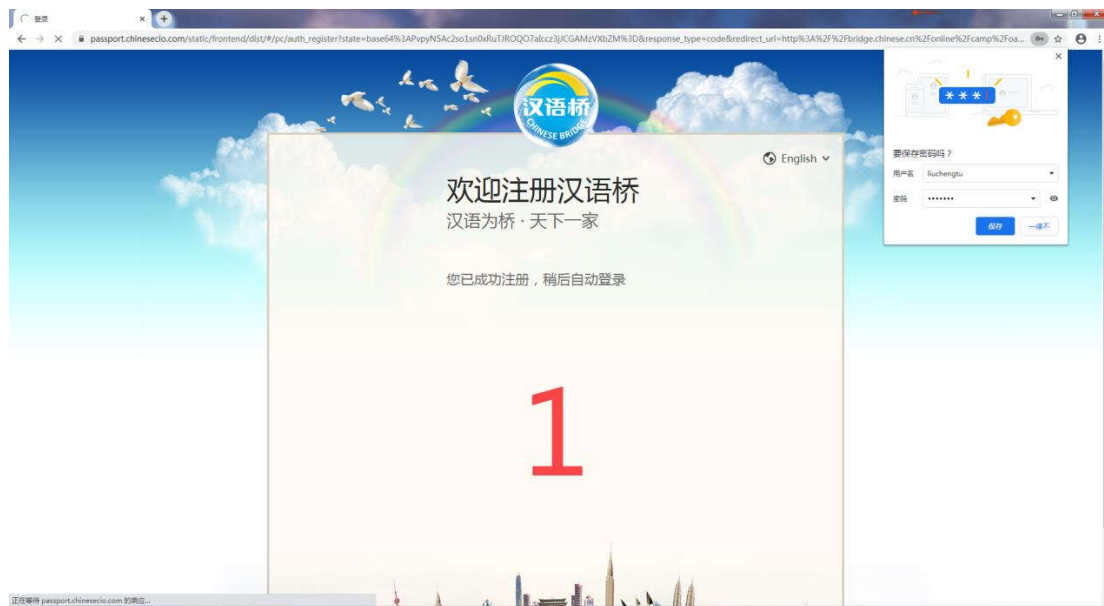 登录
passport.chinesecio.com/static/frontend/dist/#/pc/auth_register?state=base64%3APvpyN5Ac2so1sn0xRuTJROQO7alccz3jJCGAMzVXbZM%3D&response_type=code&redirect_uri=http%3A%2F%2Fbridge.chinese.cn%2Fonline%2Fcamp%2Foa...
汉语桥
CHINESE BRIDGE
***
English
要保存密码吗？
用户名 liuchengtu
密码 •••••••
保存 一律不
欢迎注册汉语桥
汉语为桥·天下一家
您已成功注册，稍后自动登录
1
正在等待 passport.chinesecio.com 的响应...